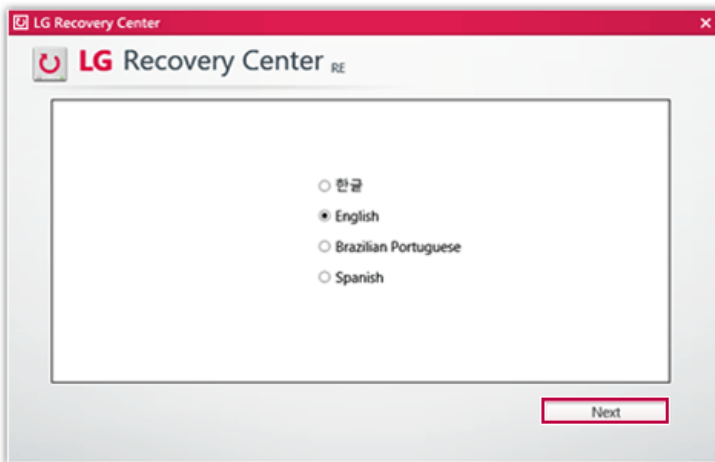 LG Recovery Center
LG Recovery Center RE
한글
English
Brazilian Portuguese
Spanish
Next